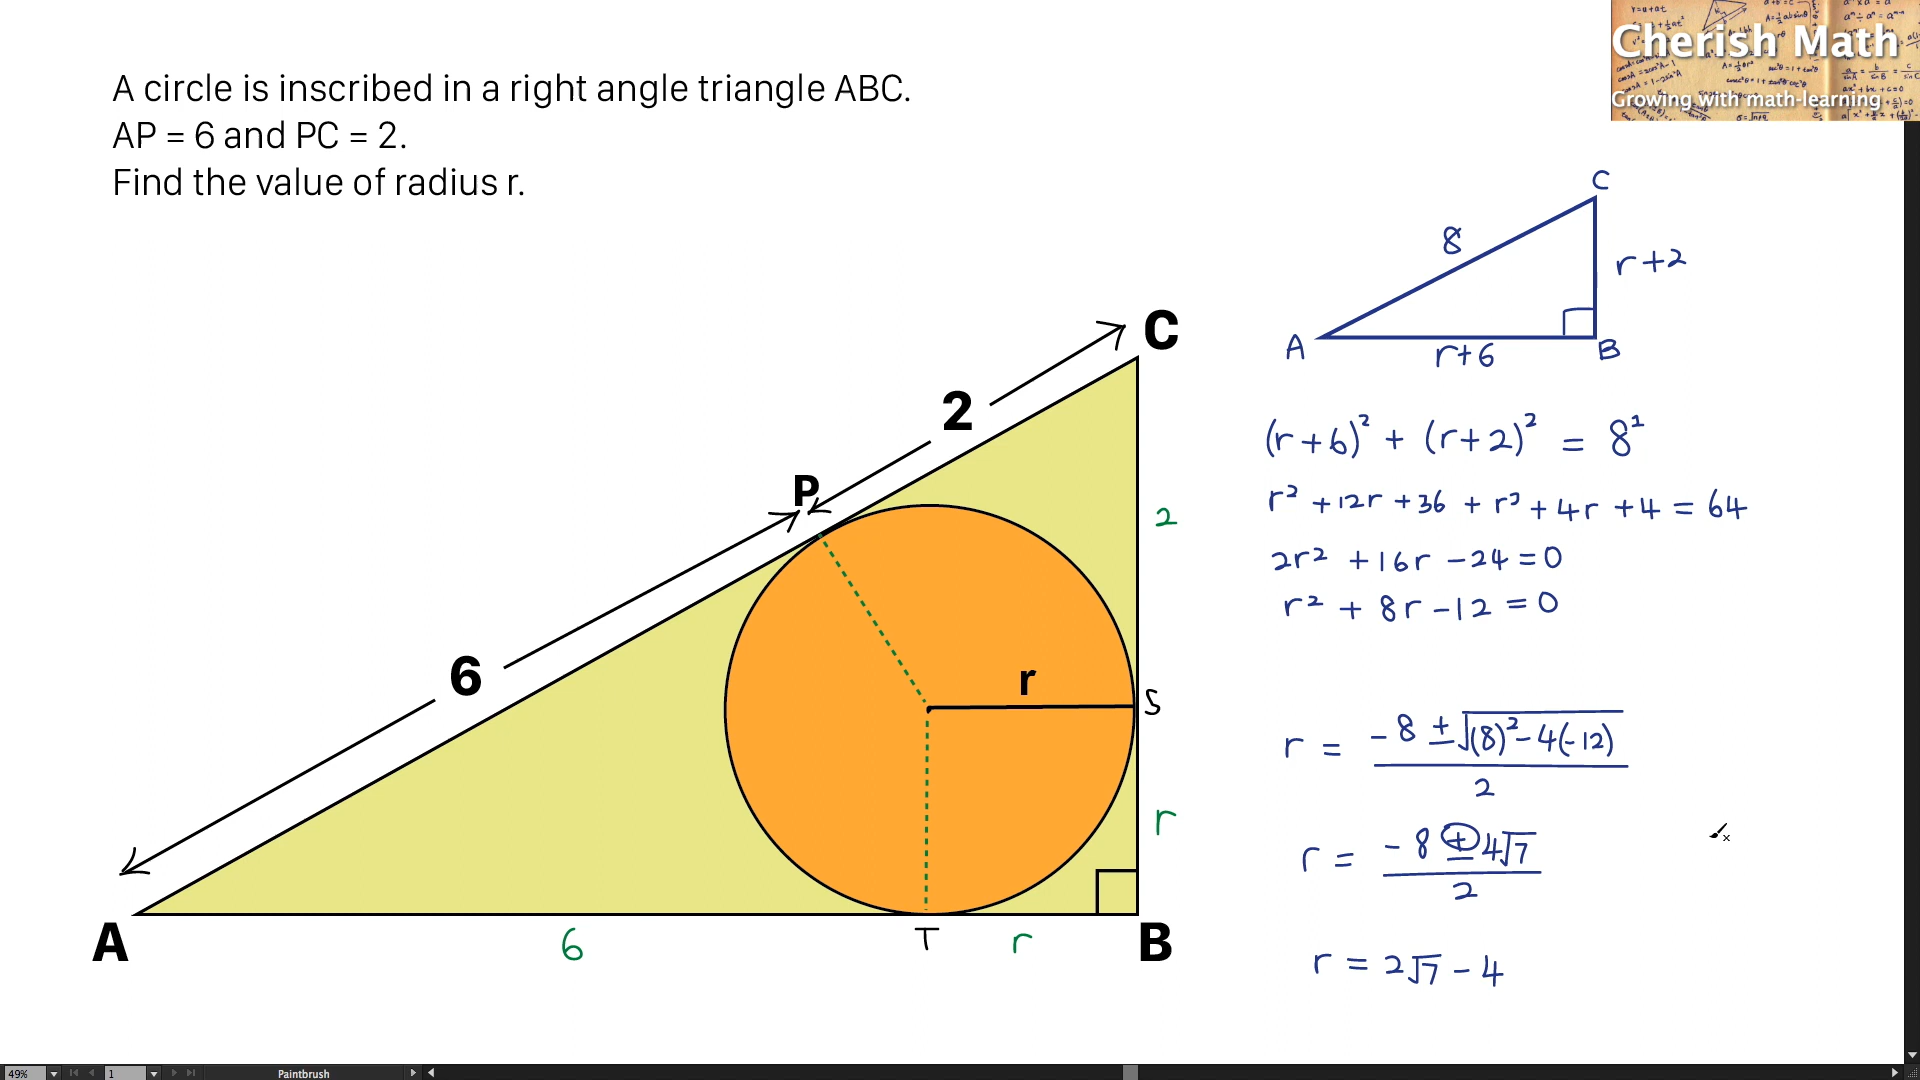 Cherish Math
Growing with math-learning
A circle is inscribed in a right angle triangle ABC.
AP = 6 and PC = 2.
Find the value of radius r.
C
8
r+2
A
r+6
B
C
2
P
6
2
r
S
r
A
6
T
r
B
(r+6)² + (r+2)² = 8²
r² +12r +36 + r² +4r +4 = 64
2r² +16r -24 = 0
r² + 8r -12 = 0
r = -8 ± √(8)²-4(-12)
2
r = -8 ± 4√7
2
r = 2√7 - 4
49%
1
Paintbrush